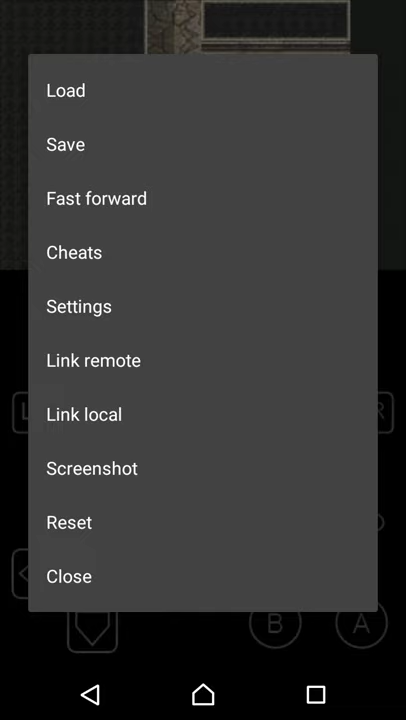 Load
Save
Fast forward
Cheats
Settings
Link remote
Link local
Screenshot
Reset
Close
B
A